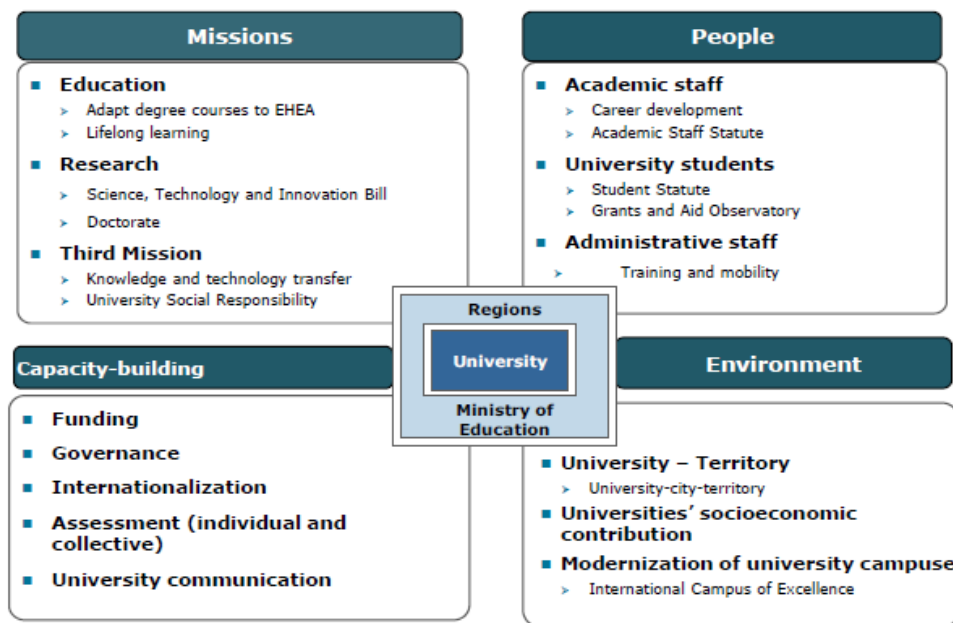 Missions
Education
Adapt degree courses to EHEA
Lifelong learning
Research
Science, Technology and Innovation Bill
Doctorate
Third Mission
Knowledge and technology transfer
University Social Responsibility
People
Academic staff
Career development
Academic Staff Statute
University students
Student Statute
Grants and Aid Observatory
Administrative staff
Training and mobility
Regions
University
Ministry of
Education
Capacity-building
Funding
Governance
Internationalization
Assessment (individual and
collective)
University communication
Environment
University – Territory
University-city-territory
Universities’ socioeconomic
contribution
Modernization of university campuse
International Campus of Excellence